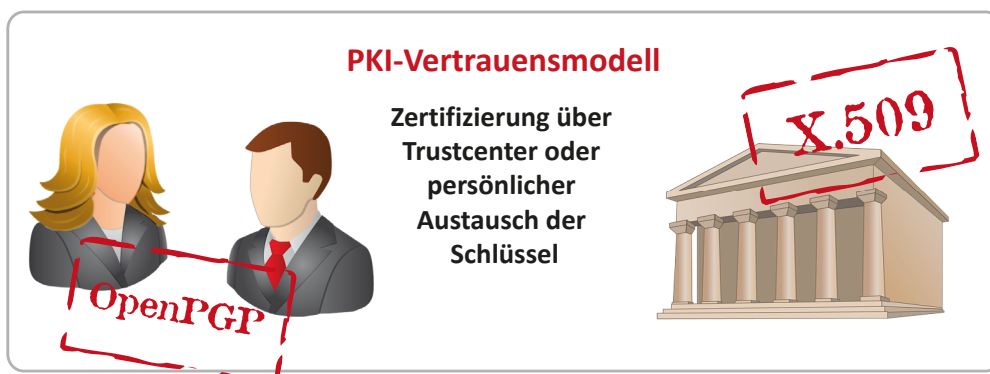 PKI-Vertrauensmodell
Zertifizierung über
Trustcenter oder
persönlicher
Austausch der
Schlüssel
X.509
OpenPGP